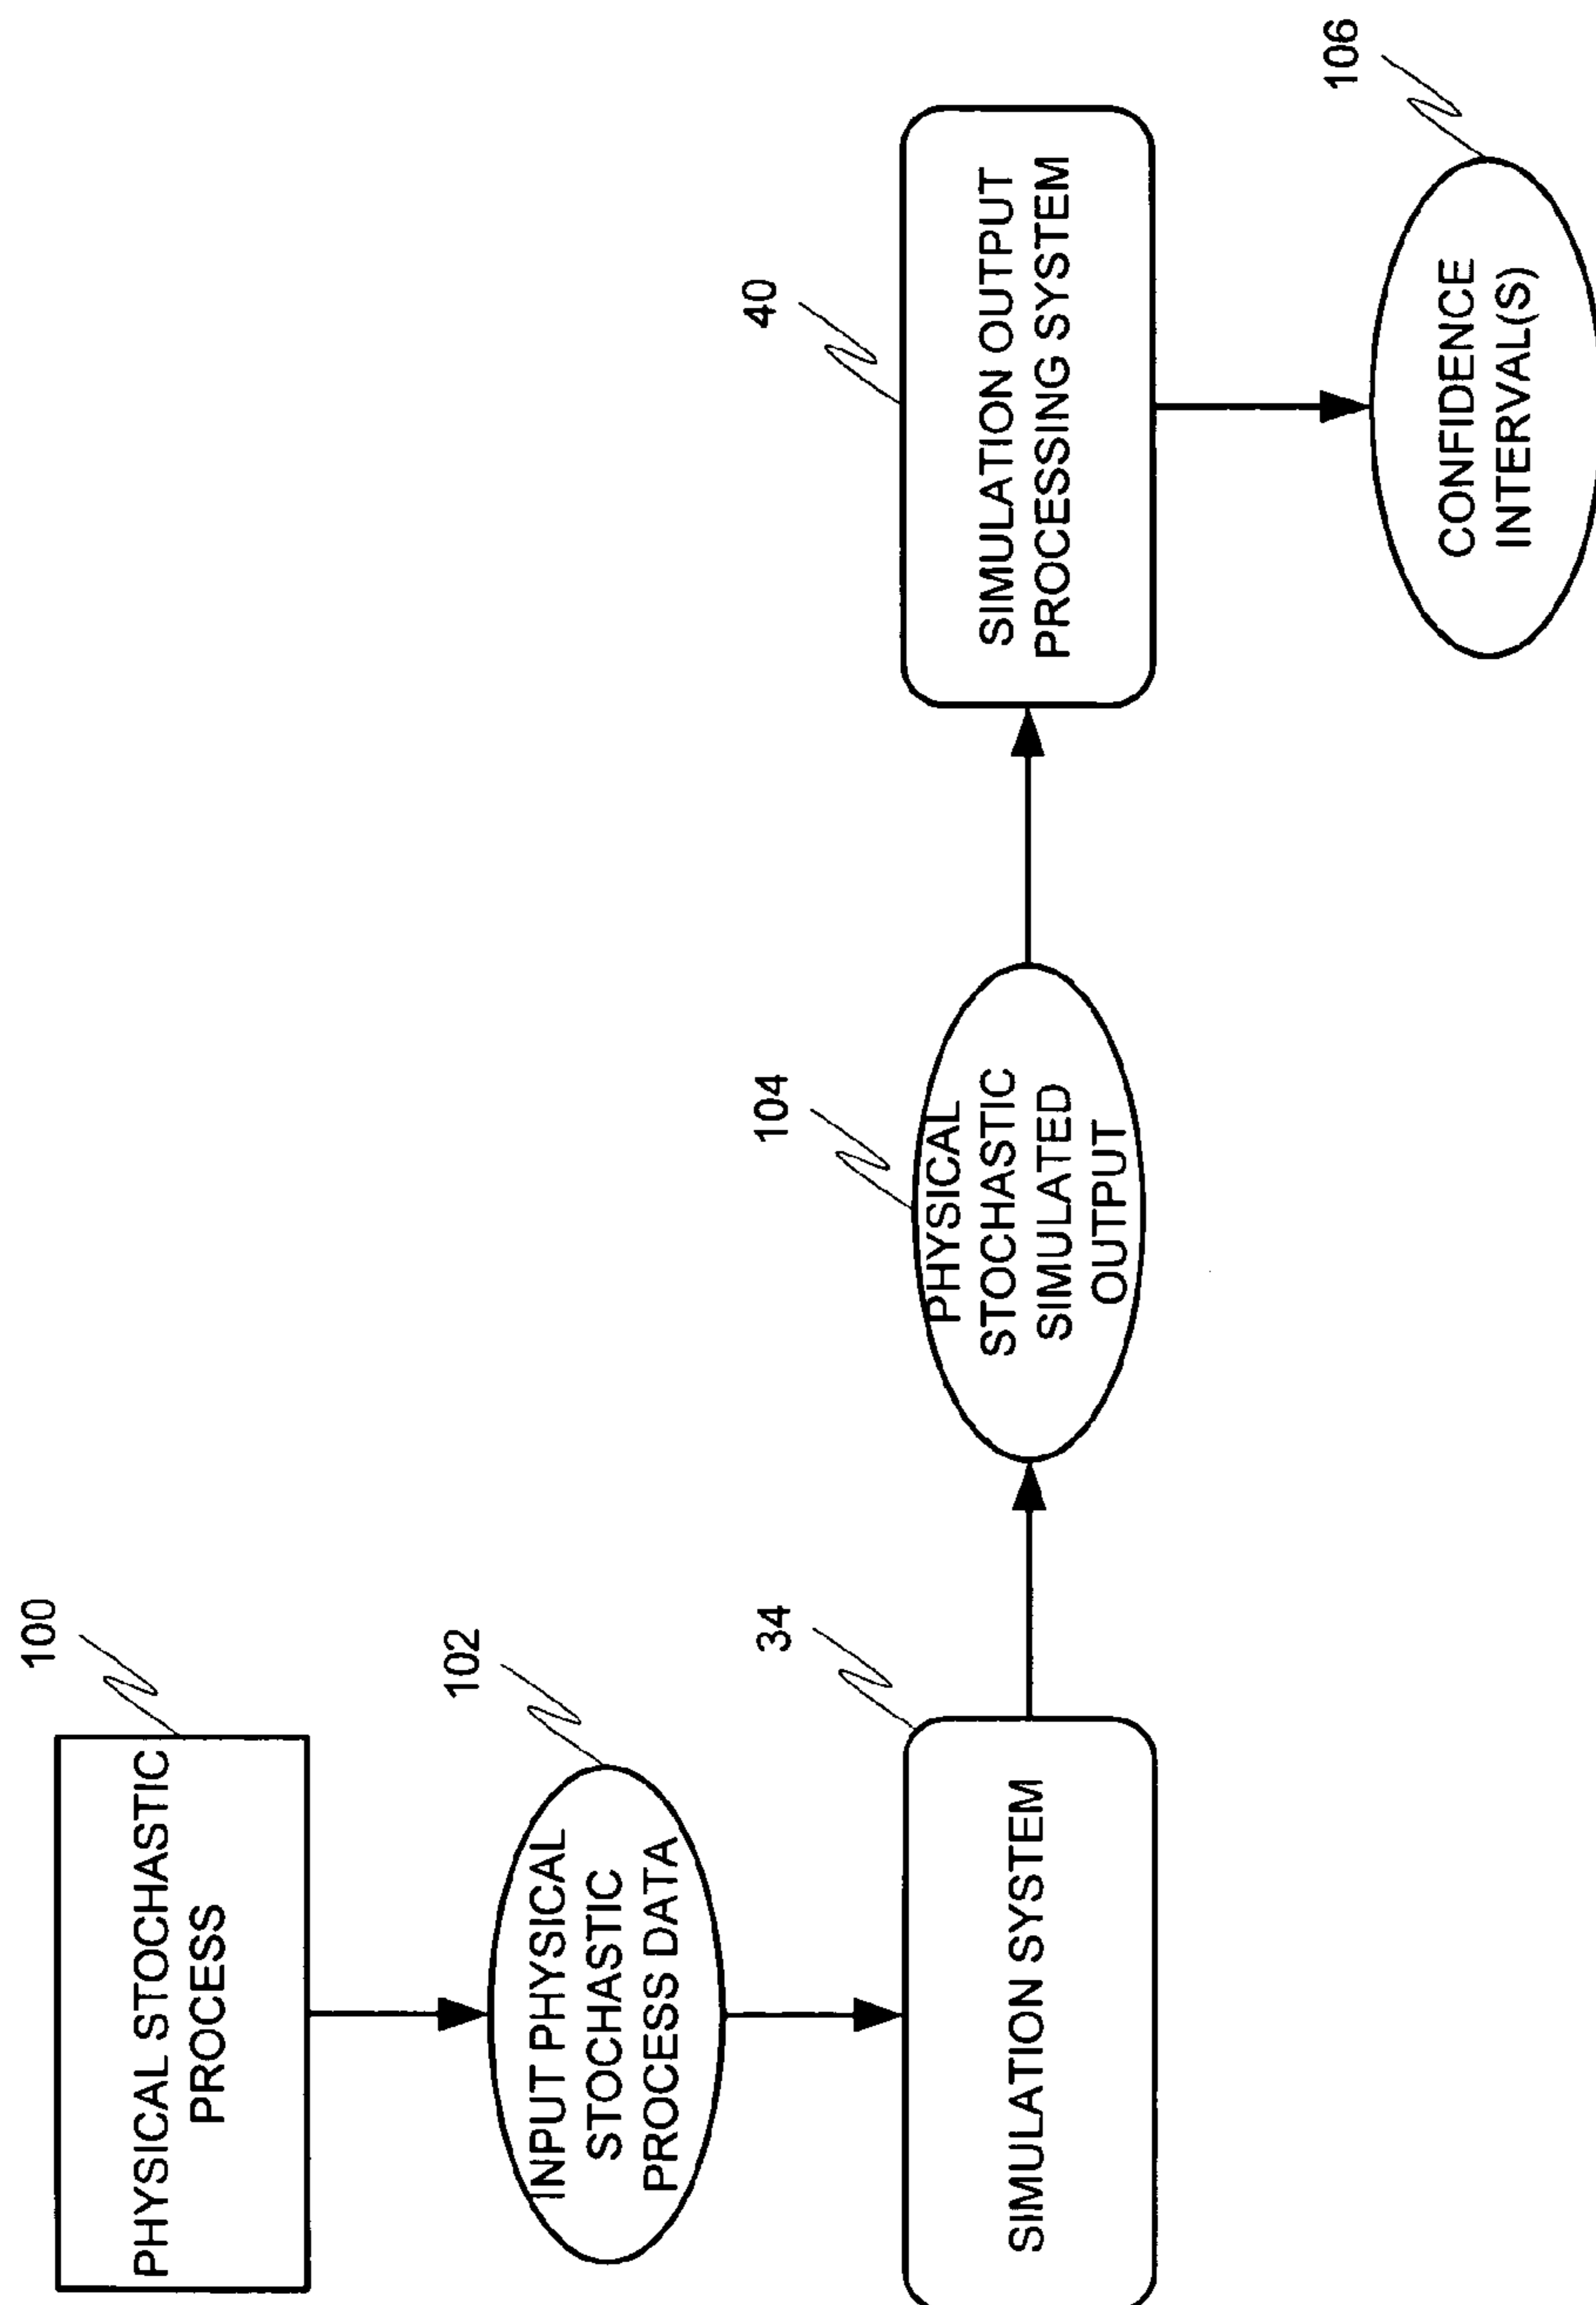 100
PHYSICAL STOCHASTIC
PROCESS
102
INPUT PHYSICAL
STOCHASTIC
PROCESS DATA
34
SIMULATION SYSTEM
104
PHYSICAL
STOCHASTIC
SIMULATED
OUTPUT
40
SIMULATION OUTPUT
PROCESSING SYSTEM
106
CONFIDENCE
INTERVAL(S)